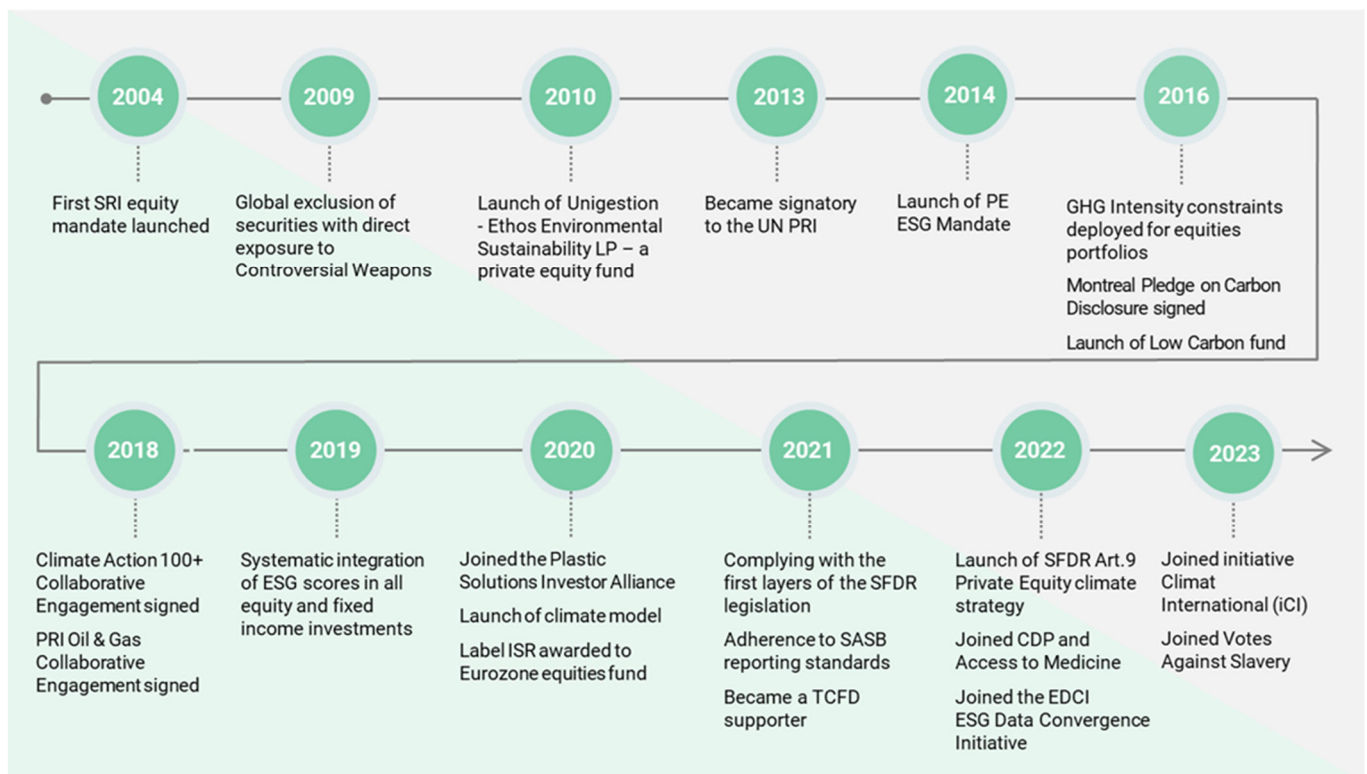 2004
First SRI equity
mandate launched
2009
Global exclusion of
securities with direct
exposure to
Controversial Weapons
2010
Launch of Unigestion
- Ethos Environmental
Sustainability LP – a
private equity fund
2013
Became signatory
to the UN PRI
2014
Launch of PE
ESG Mandate
2016
GHG Intensity constraints
deployed for equities
portfolios
Montreal Pledge on Carbon
Disclosure signed
Launch of Low Carbon fund
2018
Climate Action 100+
Collaborative
Engagement signed
PRI Oil & Gas
Collaborative
Engagement signed
2019
Systematic integration
of ESG scores in all
equity and fixed
income investments
2020
Joined the Plastic
Solutions Investor Alliance
Launch of climate model
Label ISR awarded to
Eurozone equities fund
2021
Complying with the
first layers of the SFDR
legislation
Adherence to SASB
reporting standards
Became a TCFD
supporter
2022
Launch of SFDR Art.9
Private Equity climate
strategy
Joined CDP and
Access to Medicine
Joined the EDCI
ESG Data Convergence
Initiative
2023
Joined initiative
Climat
International (iCI)
Joined Votes
Against Slavery